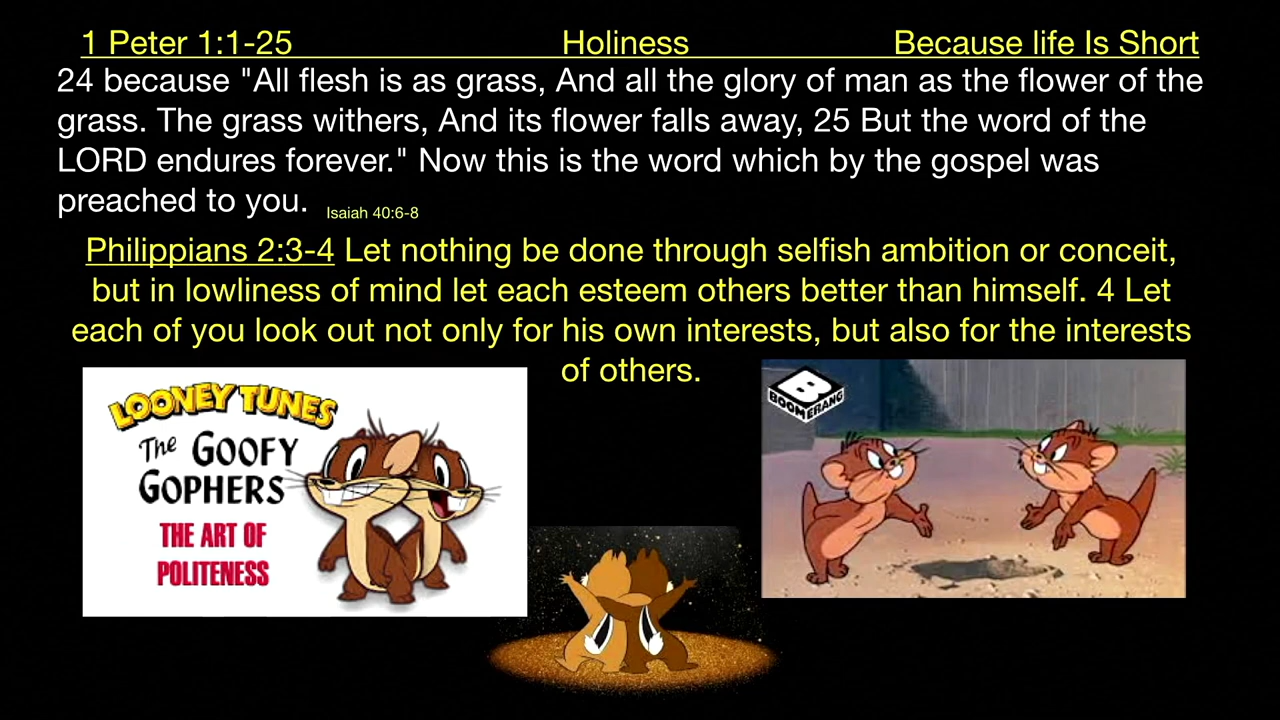 1 Peter 1:1-25 Holiness Because life Is Short
24 because "All flesh is as grass, And all the glory of man as the flower of the
grass. The grass withers, And its flower falls away, 25 But the word of the
LORD endures forever." Now this is the word which by the gospel was
preached to you. Isaiah 40:6-8
Philippians 2:3-4 Let nothing be done through selfish ambition or conceit,
but in lowliness of mind let each esteem others better than himself. 4 Let
each of you look out not only for his own interests, but also for the interests
of others.
LOONEY TUNES
The GOOFY
GOPHERS
THE ART OF
POLITENESS
B
BOOMERANG